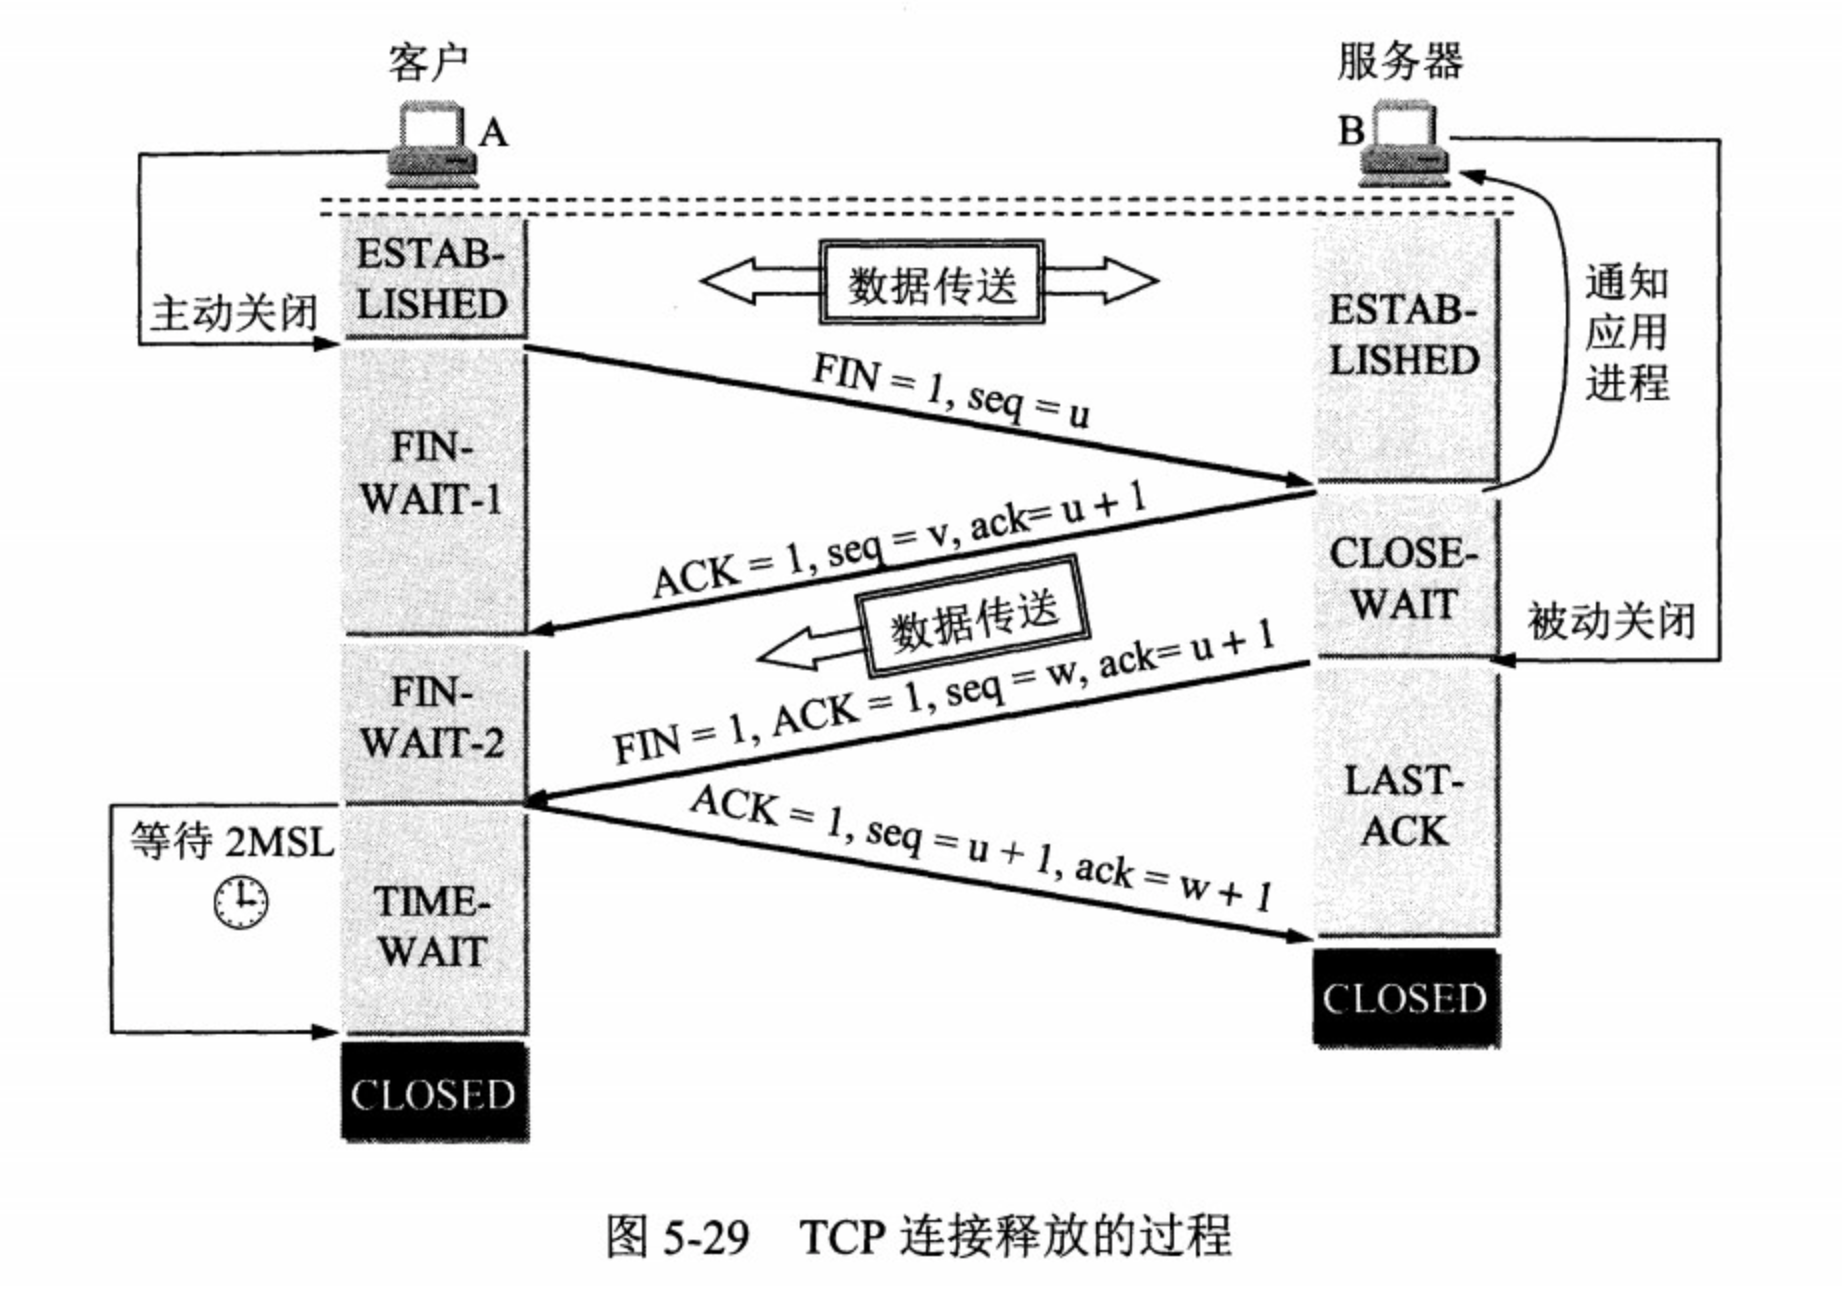 客户
服务器
A
B
ESTAB-
LISHED
数据传送
ESTAB-
LISHED
通知
应用
进程
主动关闭
FIN = 1, seq = u
FIN-
WAIT-1
ACK = 1, seq = v, ack= u + 1
CLOSE-
WAIT
数据传送
被动关闭
FIN-
WAIT-2
FIN = 1, ACK = 1, seq = w, ack= u + 1
LAST-
ACK
等待 2MSL
ACK = 1, seq = u + 1, ack = w + 1
TIME-
WAIT
CLOSED
CLOSED
图 5-29 TCP 连接释放的过程